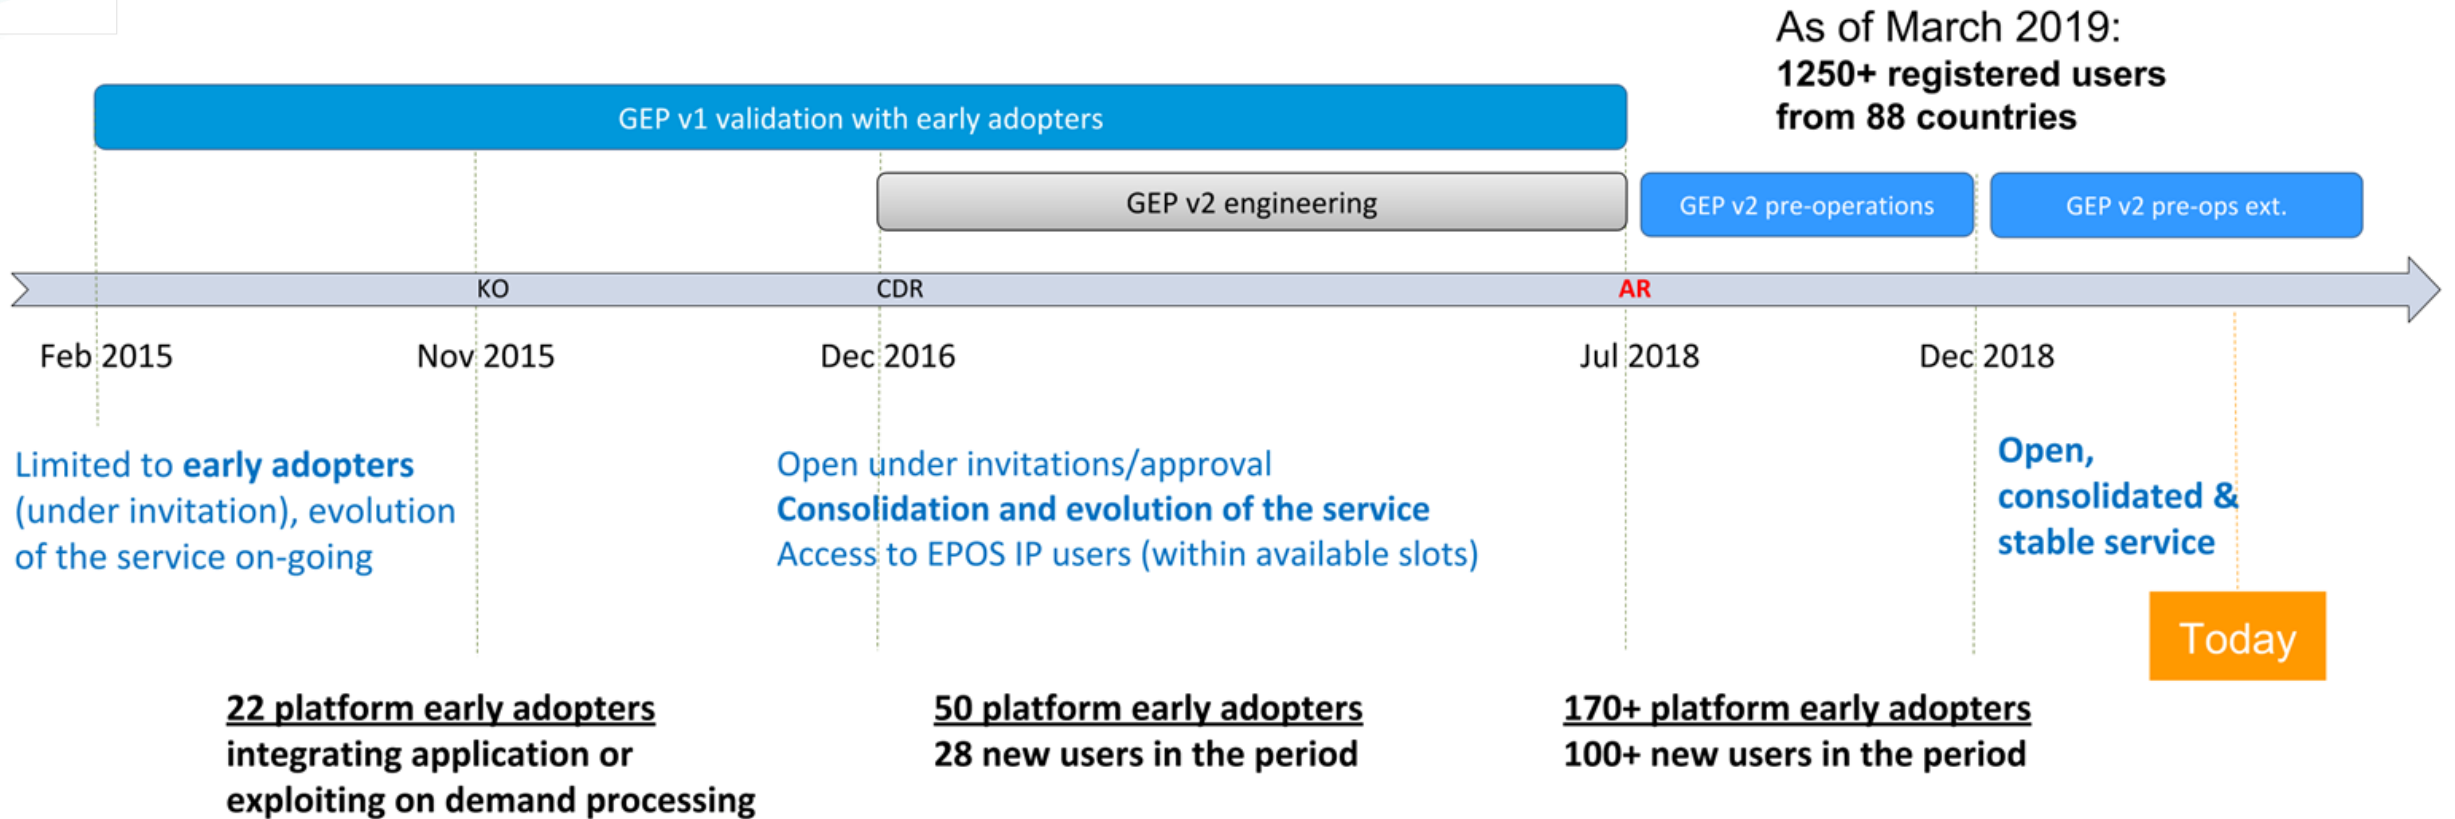 As of March 2019:
1250+ registered users
from 88 countries
GEP v1 validation with early adopters
GEP v2 engineering
GEP v2 pre-operations
GEP v2 pre-ops ext.
KO
CDR
AR
Feb 2015
Nov 2015
Dec 2016
Jul 2018
Dec 2018
Limited to early adopters
(under invitation), evolution
of the service on-going
Open under invitations/approval
Consolidation and evolution of the service
Access to EPOS IP users (within available slots)
Open,
consolidated &
stable service
Today
22 platform early adopters
integrating application or
exploiting on demand processing
50 platform early adopters
28 new users in the period
170+ platform early adopters
100+ new users in the period